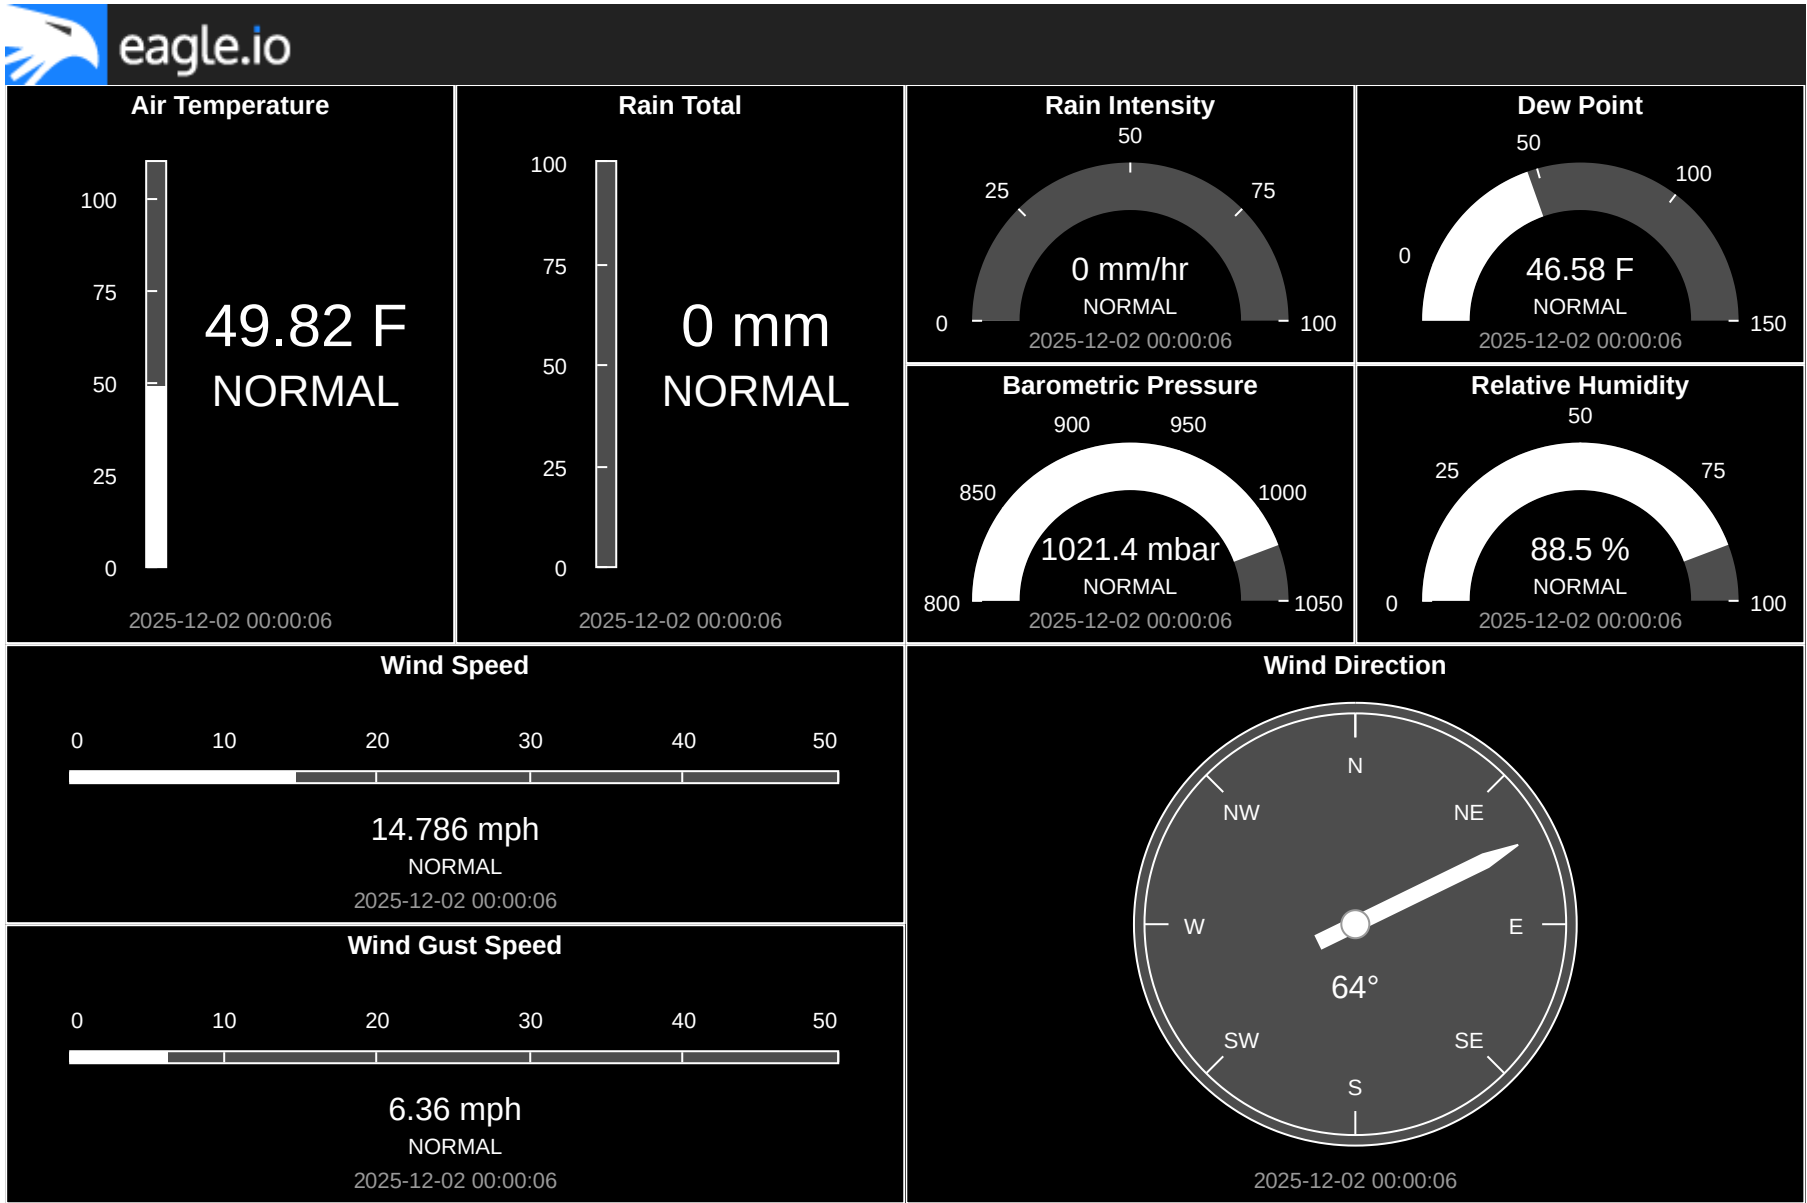 eagle.io
Air Temperature
100
75
50
25
0
49.82 F
NORMAL
2025-12-02 00:00:06
Rain Total
100
75
50
25
0
0 mm
NORMAL
2025-12-02 00:00:06
Rain Intensity
0
25
50
75
100
0 mm/hr
NORMAL
2025-12-02 00:00:06
Dew Point
0
50
100
150
46.58 F
NORMAL
2025-12-02 00:00:06
Barometric Pressure
800
850
900
950
1000
1050
1021.4 mbar
NORMAL
2025-12-02 00:00:06
Relative Humidity
0
25
50
75
100
88.5 %
NORMAL
2025-12-02 00:00:06
Wind Speed
0 10 20 30 40 50
14.786 mph
NORMAL
2025-12-02 00:00:06
Wind Gust Speed
0 10 20 30 40 50
6.36 mph
NORMAL
2025-12-02 00:00:06
Wind Direction
N
NW NE
W E
64°
SW SE
S
2025-12-02 00:00:06